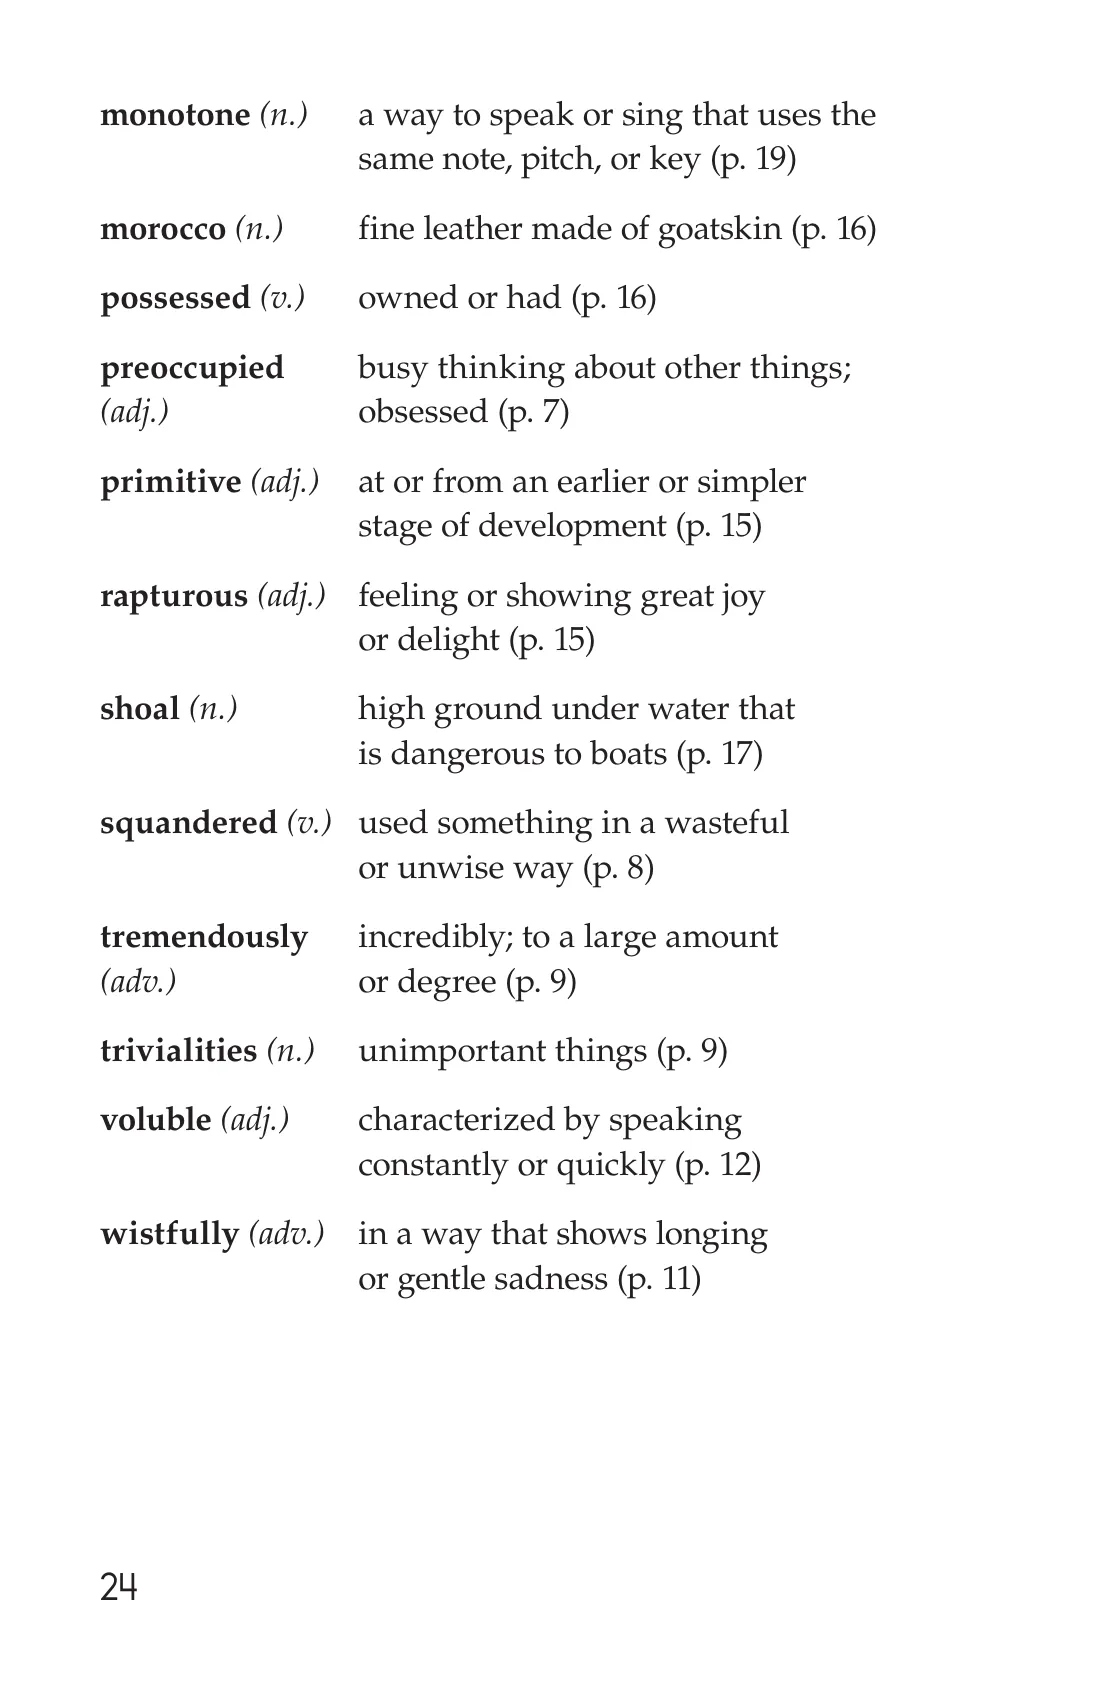 monotone (n.) a way to speak or sing that uses the
same note, pitch, or key (p. 19)
morocco (n.) fine leather made of goatskin (p. 16)
possessed (v.) owned or had (p. 16)
preoccupied busy thinking about other things;
(adj.) obsessed (p. 7)
primitive (adj.) at or from an earlier or simpler
stage of development (p. 15)
rapturous (adj.) feeling or showing great joy
or delight (p. 15)
shoal (n.) high ground under water that
is dangerous to boats (p. 17)
squandered (v.) used something in a wasteful
or unwise way (p. 8)
tremendously incredibly; to a large amount
(adv.) or degree (p. 9)
trivialities (n.) unimportant things (p. 9)
voluble (adj.) characterized by speaking
constantly or quickly (p. 12)
wistfully (adv.) in a way that shows longing
or gentle sadness (p. 11)
24